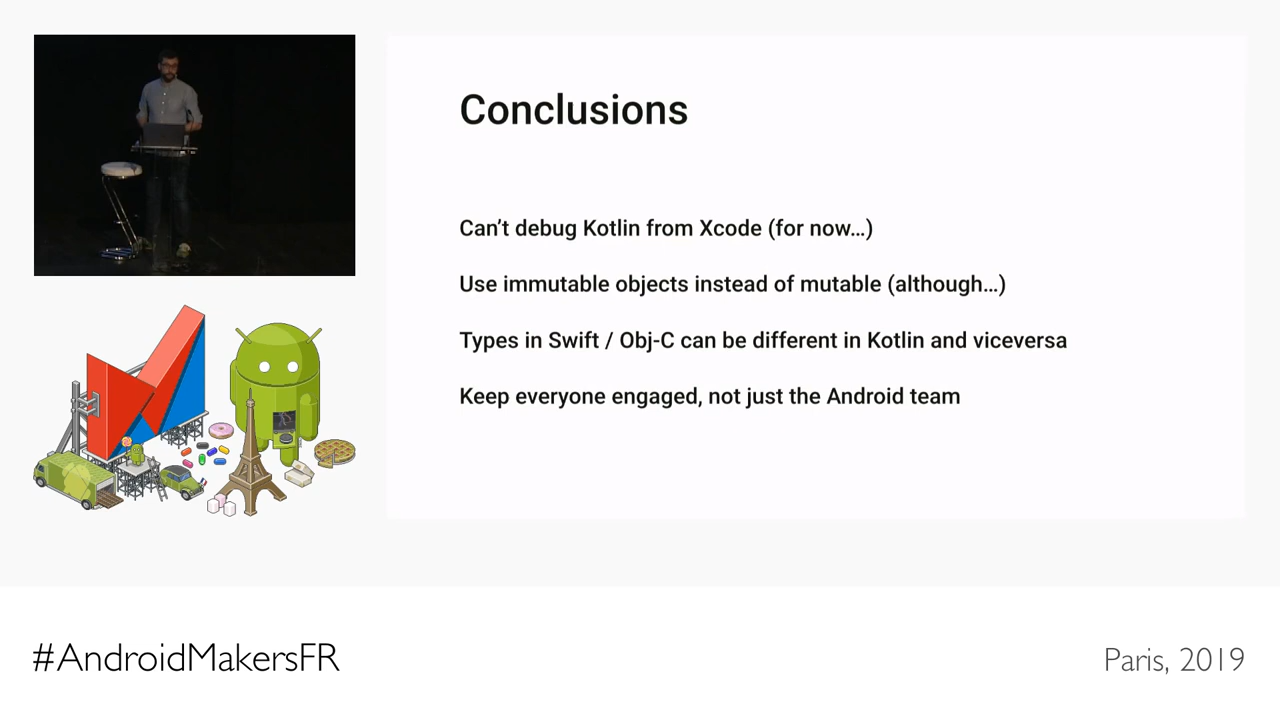 Conclusions
Can’t debug Kotlin from Xcode (for now…)
Use immutable objects instead of mutable (although…)
Types in Swift / Obj-C can be different in Kotlin and viceversa
Keep everyone engaged, not just the Android team
#AndroidMakersFR
Paris, 2019